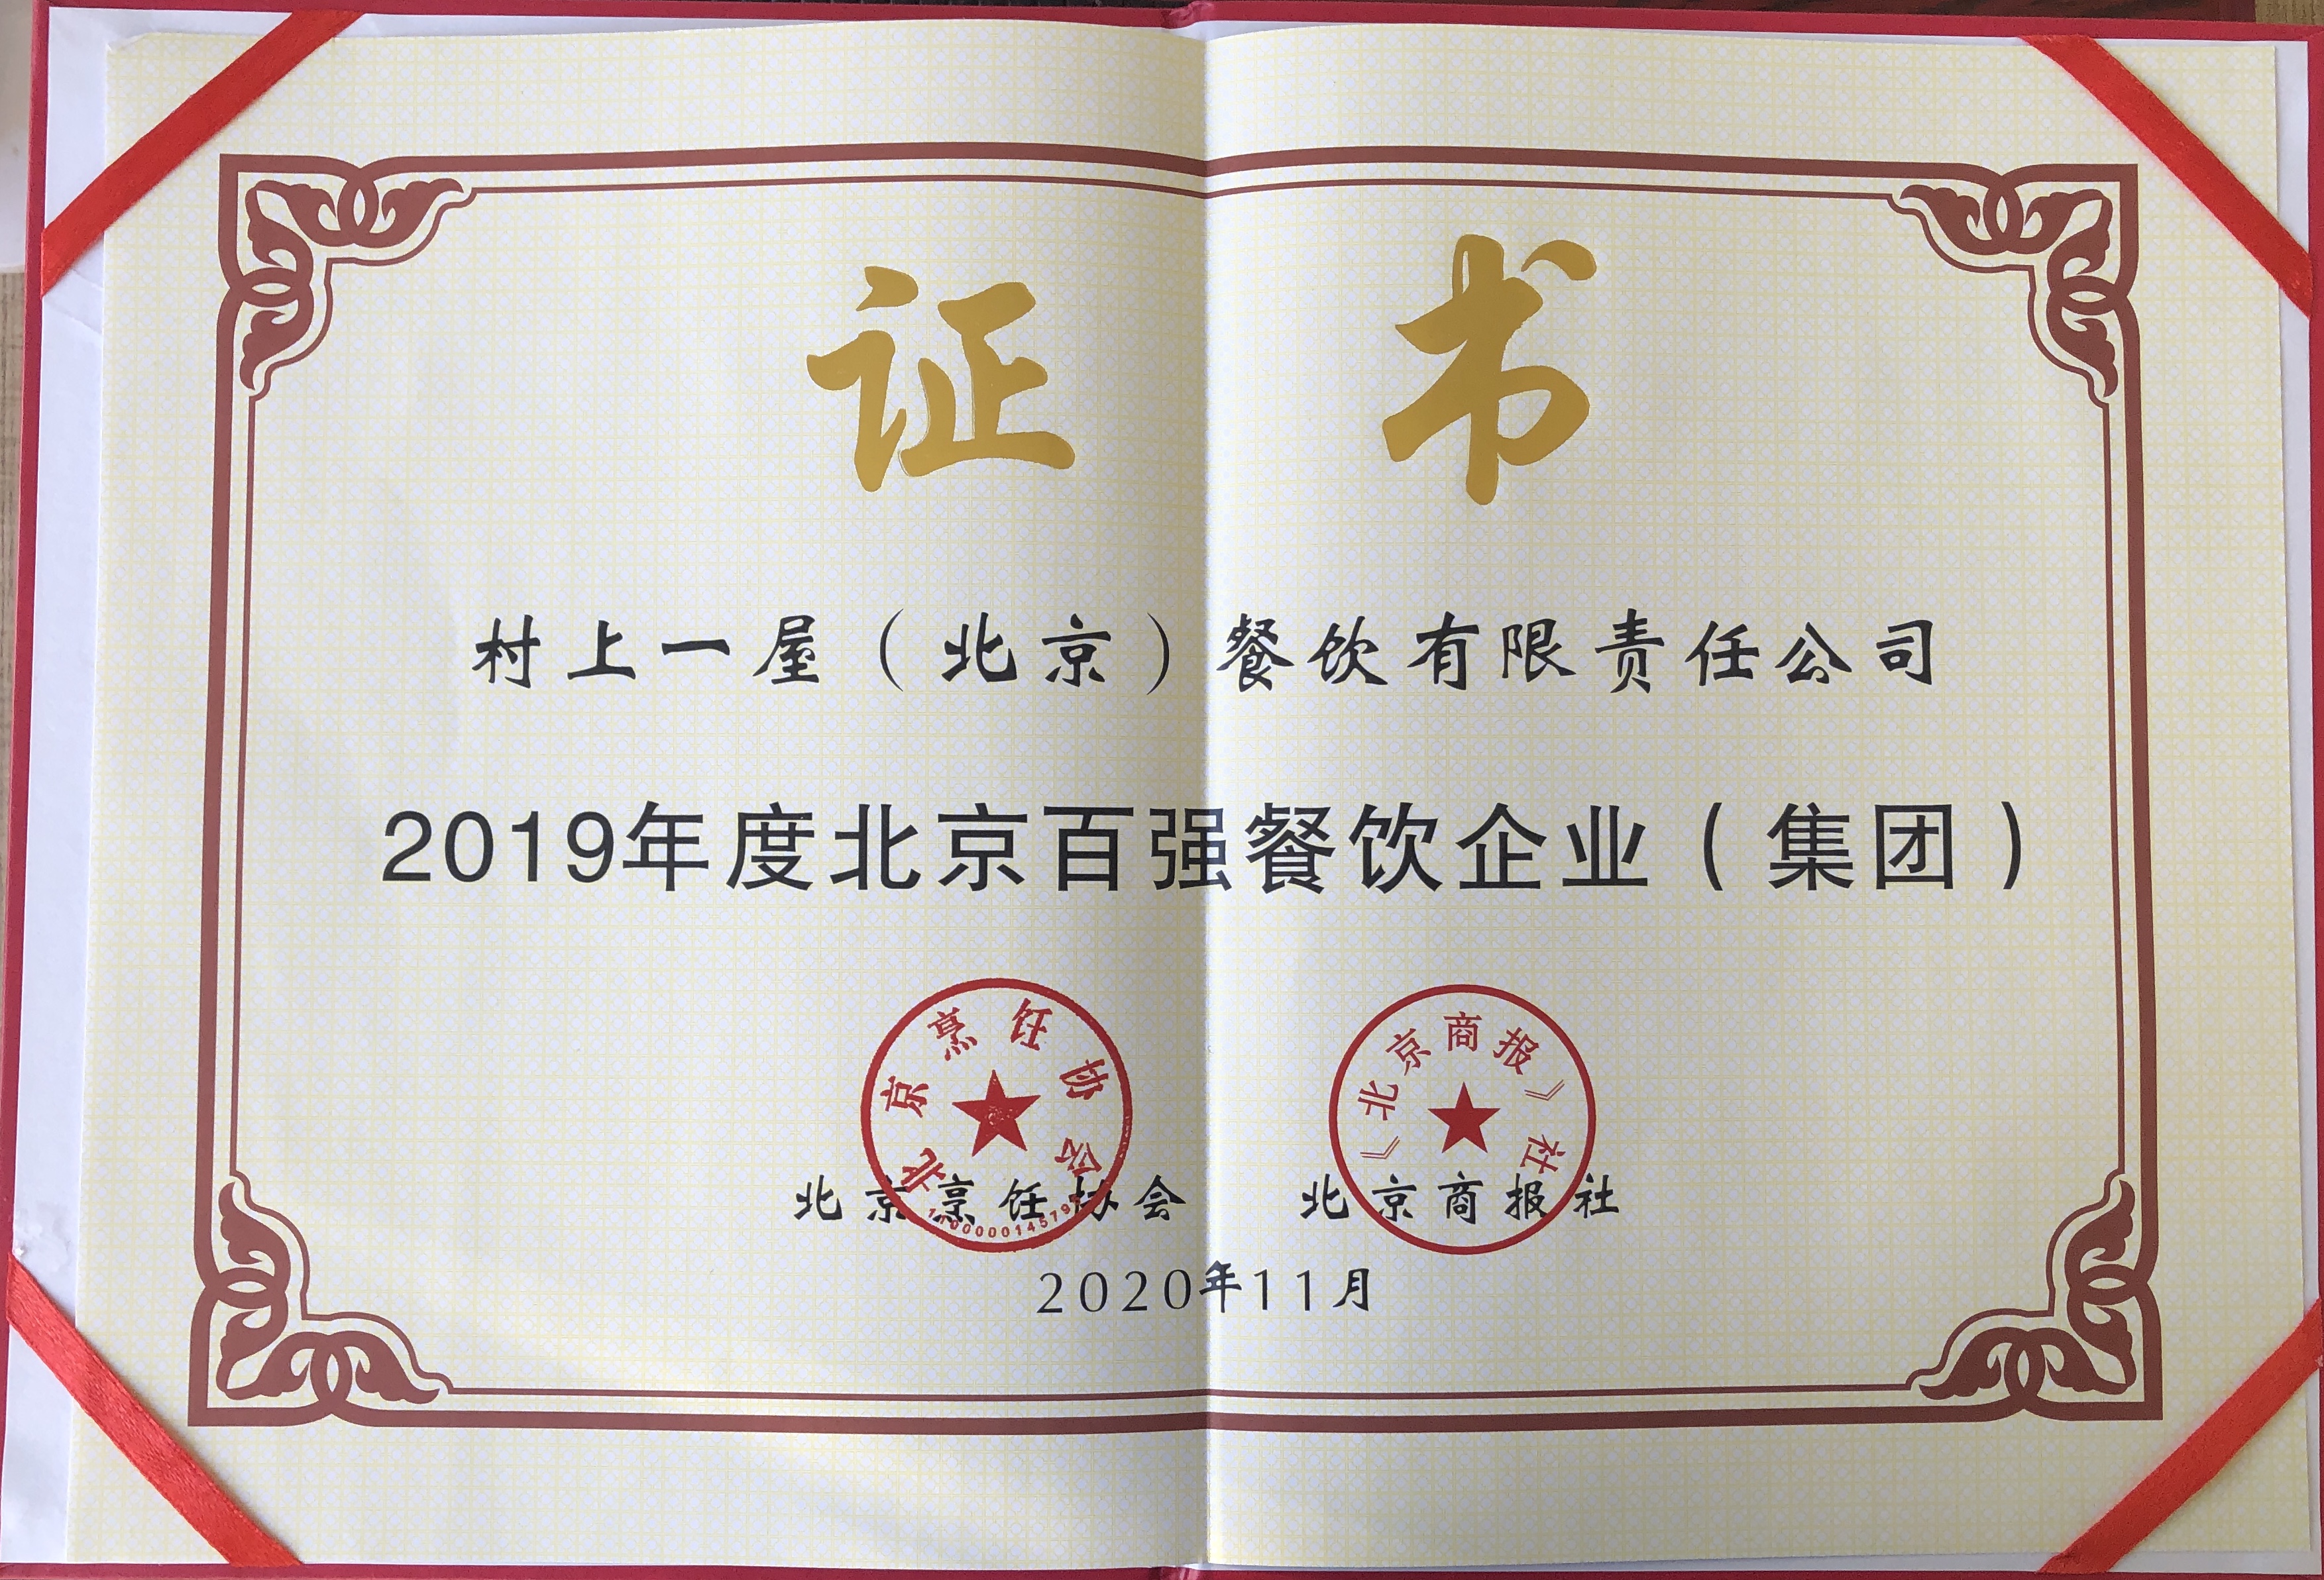 证 书
村上一屋（北京）餐饮有限责任公司
2019年度北京百强餐饮企业（集团）
北京烹饪协会
《北京商报》社
北京烹饪协会 北京商报社
2020年11月